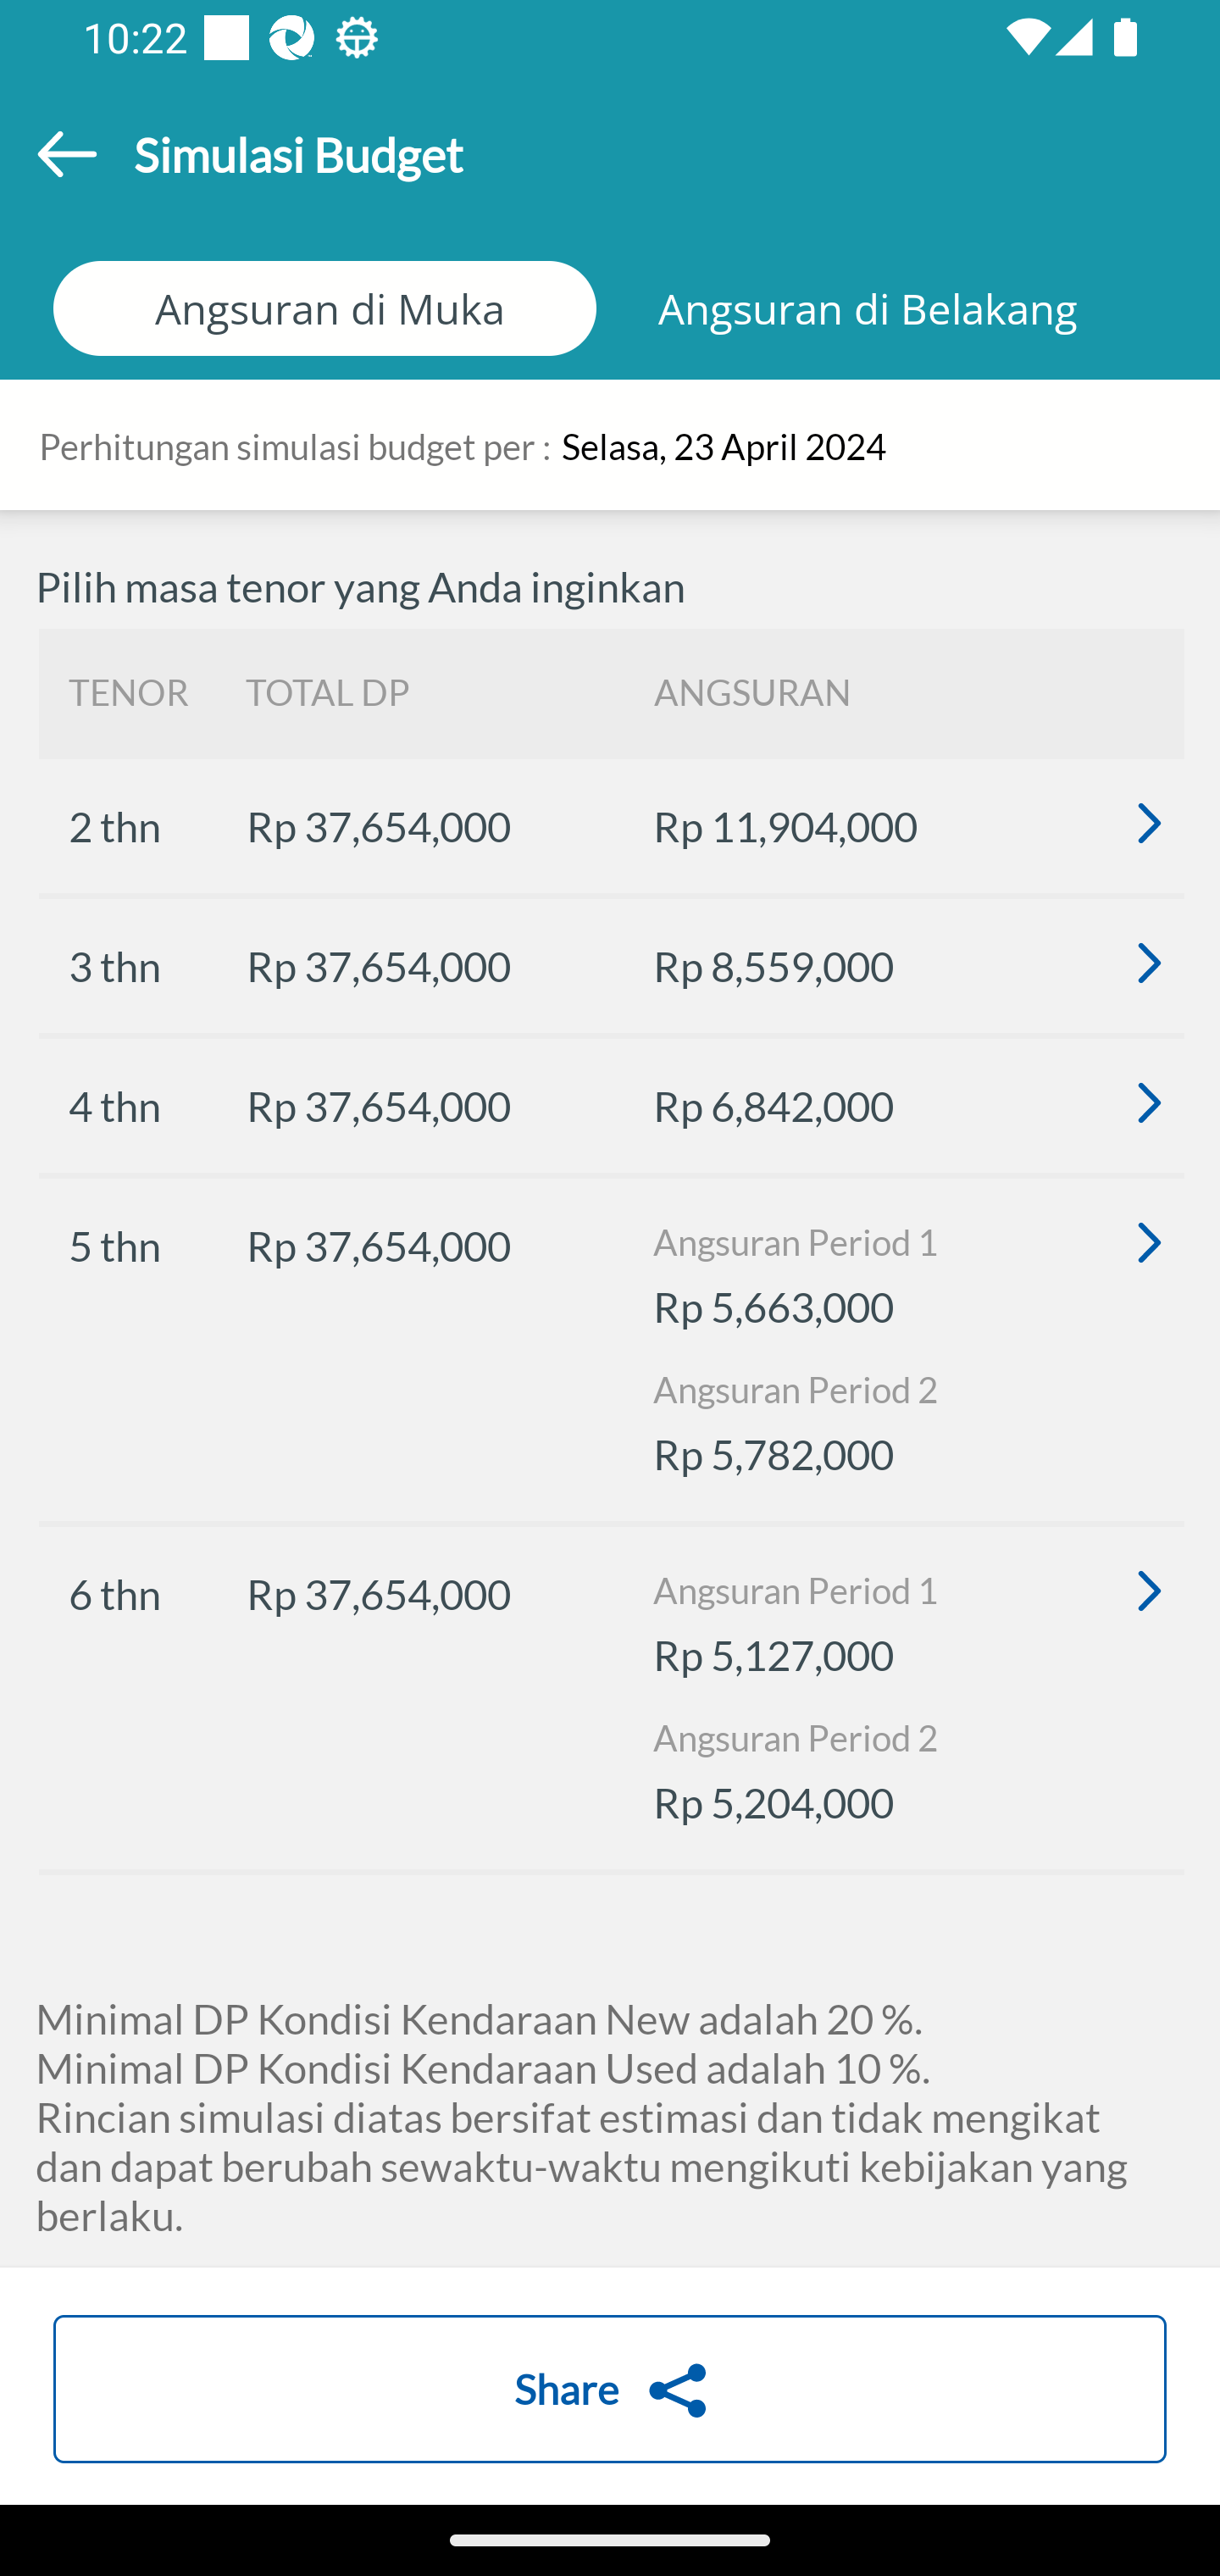 10:22
Simulasi Budget
Angsuran di Muka Angsuran di Belakang
Perhitungan simulasi budget per : Selasa, 23 April 2024
Pilih masa tenor yang Anda inginkan
TENOR TOTAL DP ANGSURAN
2 thn Rp 37,654,000 Rp 11,904,000
3 thn Rp 37,654,000 Rp 8,559,000
4 thn Rp 37,654,000 Rp 6,842,000
5 thn Rp 37,654,000 Angsuran Period 1
Rp 5,663,000
Angsuran Period 2
Rp 5,782,000
6 thn Rp 37,654,000 Angsuran Period 1
Rp 5,127,000
Angsuran Period 2
Rp 5,204,000
Minimal DP Kondisi Kendaraan New adalah 20 %.
Minimal DP Kondisi Kendaraan Used adalah 10 %.
Rincian simulasi diatas bersifat estimasi dan tidak mengikat
dan dapat berubah sewaktu-waktu mengikuti kebijakan yang
berlaku.
Share